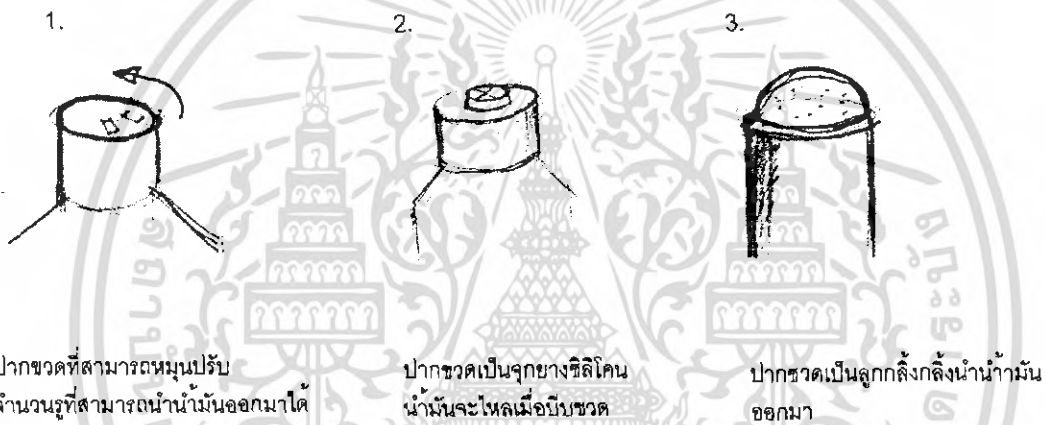 1.
2.
3.
ปากขวดที่สามารถหมุนปรับ
จำนวนรูที่สามารถนำน้ำมันออกมาได้
ปากขวดเป็นจุกยางซิลิโคน
น้ำมันจะไหลเมื่อบีบขวด
ปากขวดเป็นลูกกลิ้งกลิ้งนำน้ำามัน
ออกมา